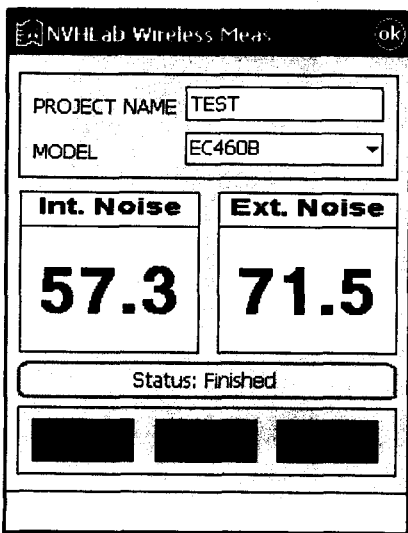 NVHLab Wireless Meas
ok
PROJECT NAME TEST
MODEL EC460B
Int. Noise Ext. Noise
57.3 71.5
Status: Finished